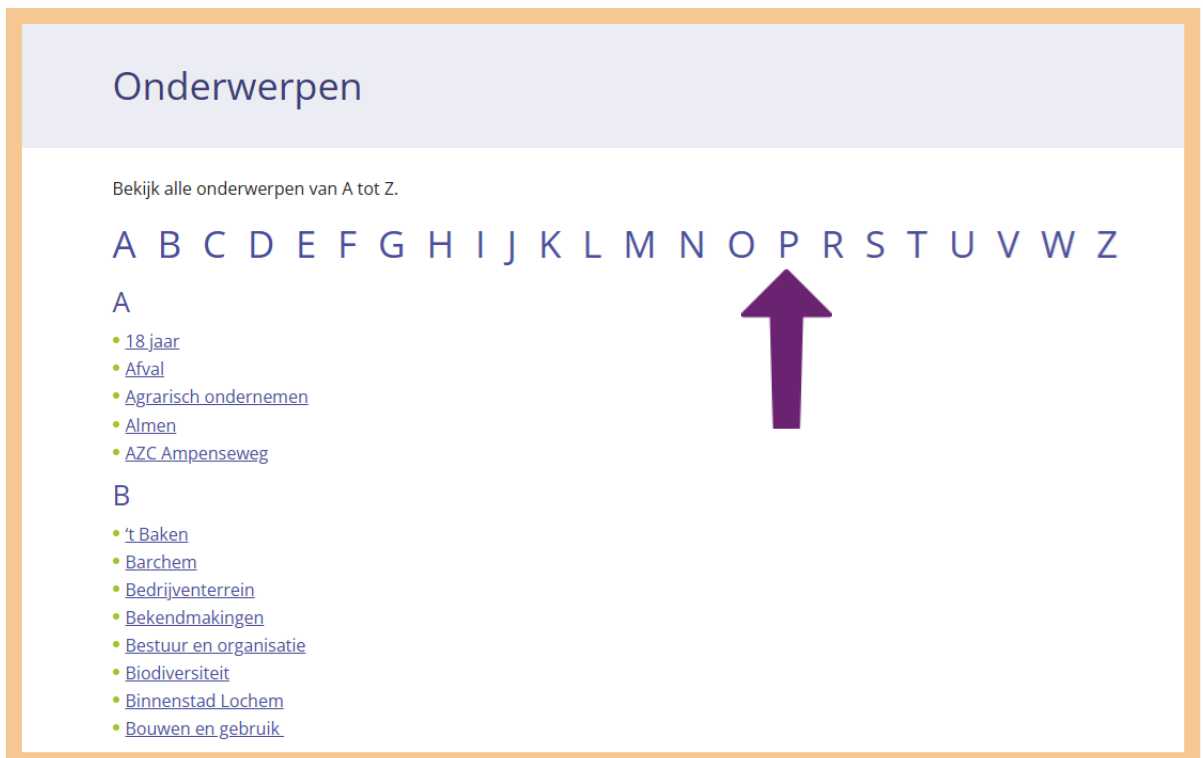 Onderwerpen
Bekijk alle onderwerpen van A tot Z.
A B C D E F G H I J K L M N O P R S T U V W Z
A
• 18 jaar
• Afval
• Agrarisch ondernemen
• Almen
• AZC Ampenseweg
B
• ‘t Baken
• Barchem
• Bedrijventerrein
• Bekendmakingen
• Bestuur en organisatie
• Biodiversiteit
• Binnenstad Lochem
• Bouwen en gebruik